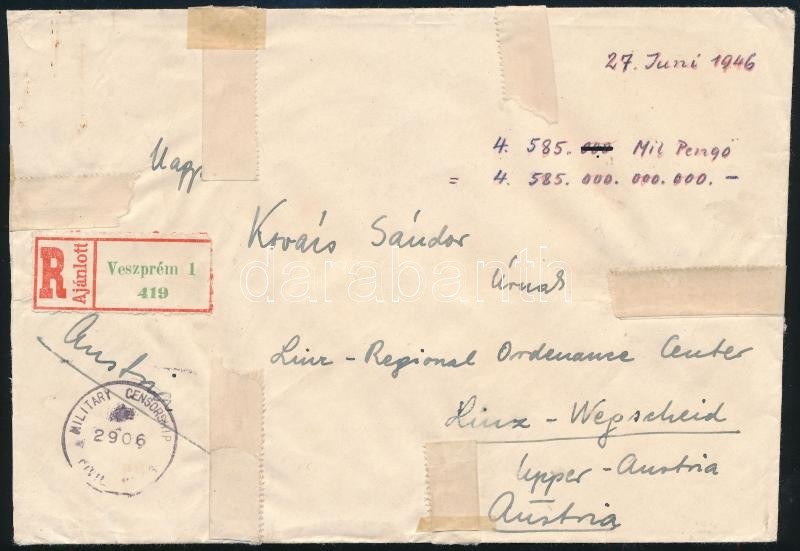 27. Juni 1946
4. 585. 000 Mil Pengö
= 4. 585. 000. 000. 000. –
Nagy
Kovács Sándor
Úrnak
R Ajánlott
Veszprém 1
419
Austria
Linz - Regional Ordenance Center
Linz - Wegscheid
Upper - Austria
Austria
MILITARY CENSORSHIP
2906
darabanth